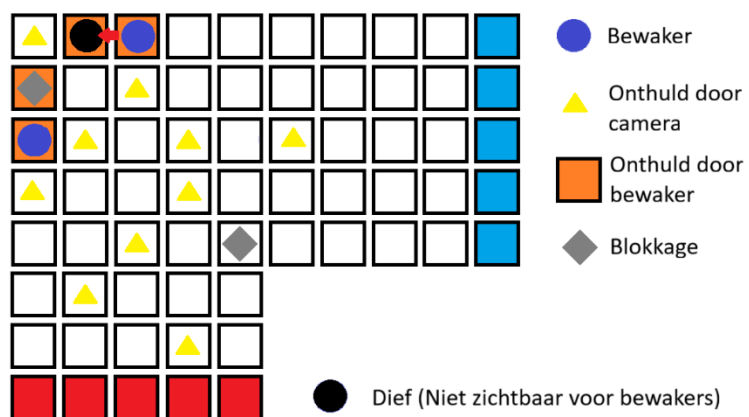 Bewaker
Onthuld door
camera
Onthuld door
bewaker
Blokkage
Dief (Niet zichtbaar voor bewakers)